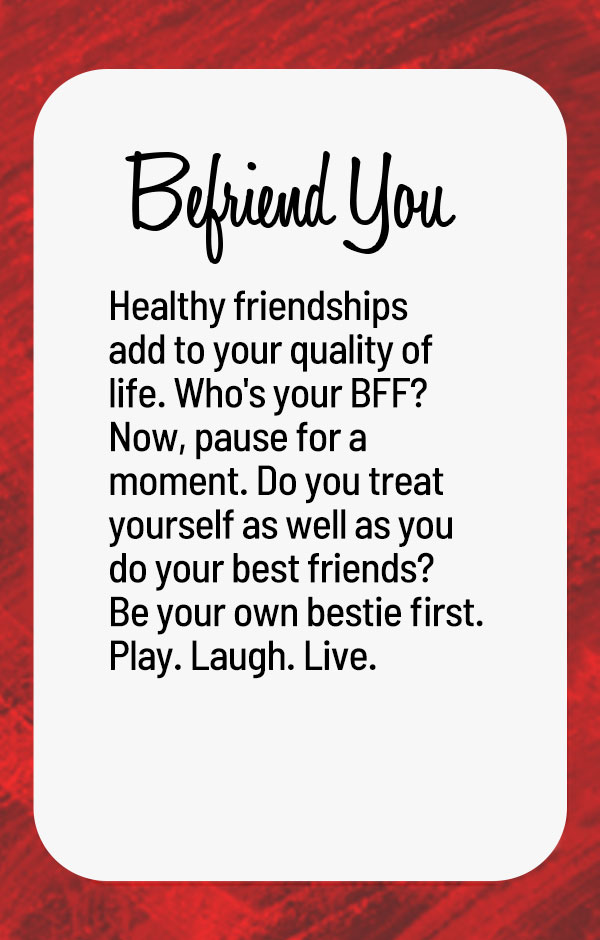 Befriend You
Healthy friendships
add to your quality of
life. Who's your BFF?
Now, pause for a
moment. Do you treat
yourself as well as you
do your best friends?
Be your own bestie first.
Play. Laugh. Live.